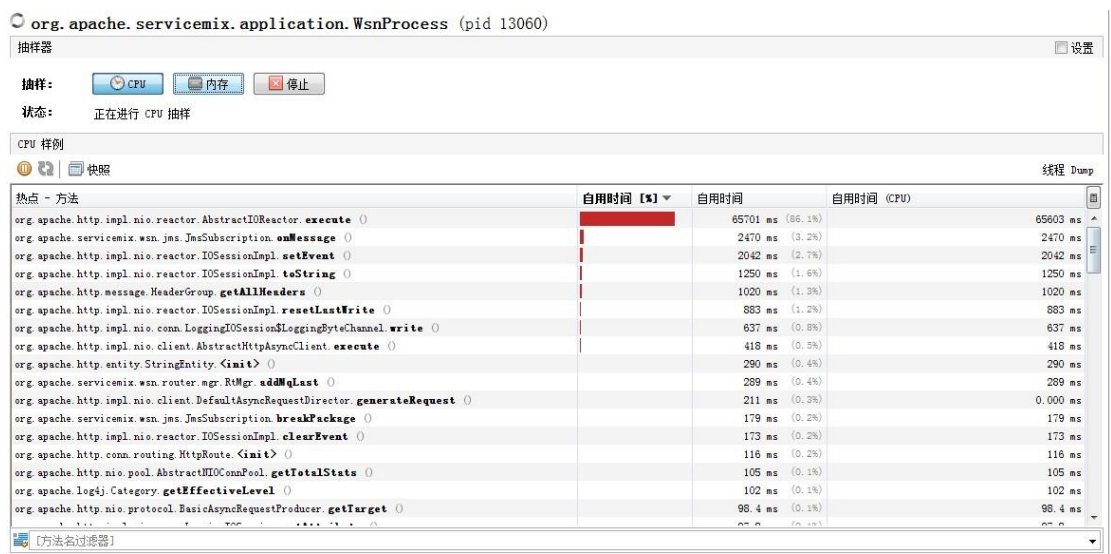 org.apache.servicemix.application.WsnProcess (pid 13060)
抽样器 设置
抽样： CPU 内存 停止
状态： 正在进行 CPU 抽样
CPU 样例
快照 线程 Dump
热点 - 方法 自用时间 [%] 自用时间 自用时间 (CPU)
org.apache.http.impl.nio.reactor.AbstractIOReactor.execute () 65701 ms (86.1%) 65603 ms
org.apache.servicemix.wsn.jms.JmsSubscription.onMessage () 2470 ms (3.2%) 2470 ms
org.apache.http.impl.nio.reactor.IOSessionImpl.setEvent () 2042 ms (2.7%) 2042 ms
org.apache.http.impl.nio.reactor.IOSessionImpl.toString () 1250 ms (1.6%) 1250 ms
org.apache.http.message.HeaderGroup.getAllHeaders () 1020 ms (1.3%) 1020 ms
org.apache.http.impl.nio.reactor.IOSessionImpl.resetLastWrite () 883 ms (1.2%) 883 ms
org.apache.http.impl.nio.conn.LoggingIOSession$LoggingByteChannel.write () 637 ms (0.8%) 637 ms
org.apache.http.impl.nio.client.AbstractHttpAsyncClient.execute () 418 ms (0.5%) 418 ms
org.apache.http.entity.StringEntity.<init> () 290 ms (0.4%) 290 ms
org.apache.servicemix.wsn.router.mgr.RtMgr.addMqLast () 289 ms (0.4%) 289 ms
org.apache.http.impl.nio.client.DefaultAsyncRequestDirector.generateRequest () 211 ms (0.3%) 0.000 ms
org.apache.servicemix.wsn.jms.JmsSubscription.breakPackage () 179 ms (0.2%) 179 ms
org.apache.http.impl.nio.reactor.IOSessionImpl.clearEvent () 173 ms (0.2%) 173 ms
org.apache.http.conn.routing.HttpRoute.<init> () 116 ms (0.2%) 116 ms
org.apache.http.nio.pool.AbstractNIOConnPool.getTotalStats () 105 ms (0.1%) 105 ms
org.apache.log4j.Category.getEffectiveLevel () 102 ms (0.1%) 102 ms
org.apache.http.nio.protocol.BasicAsyncRequestProducer.getTarget () 98.4 ms (0.1%) 98.4 ms
[方法名过滤器]